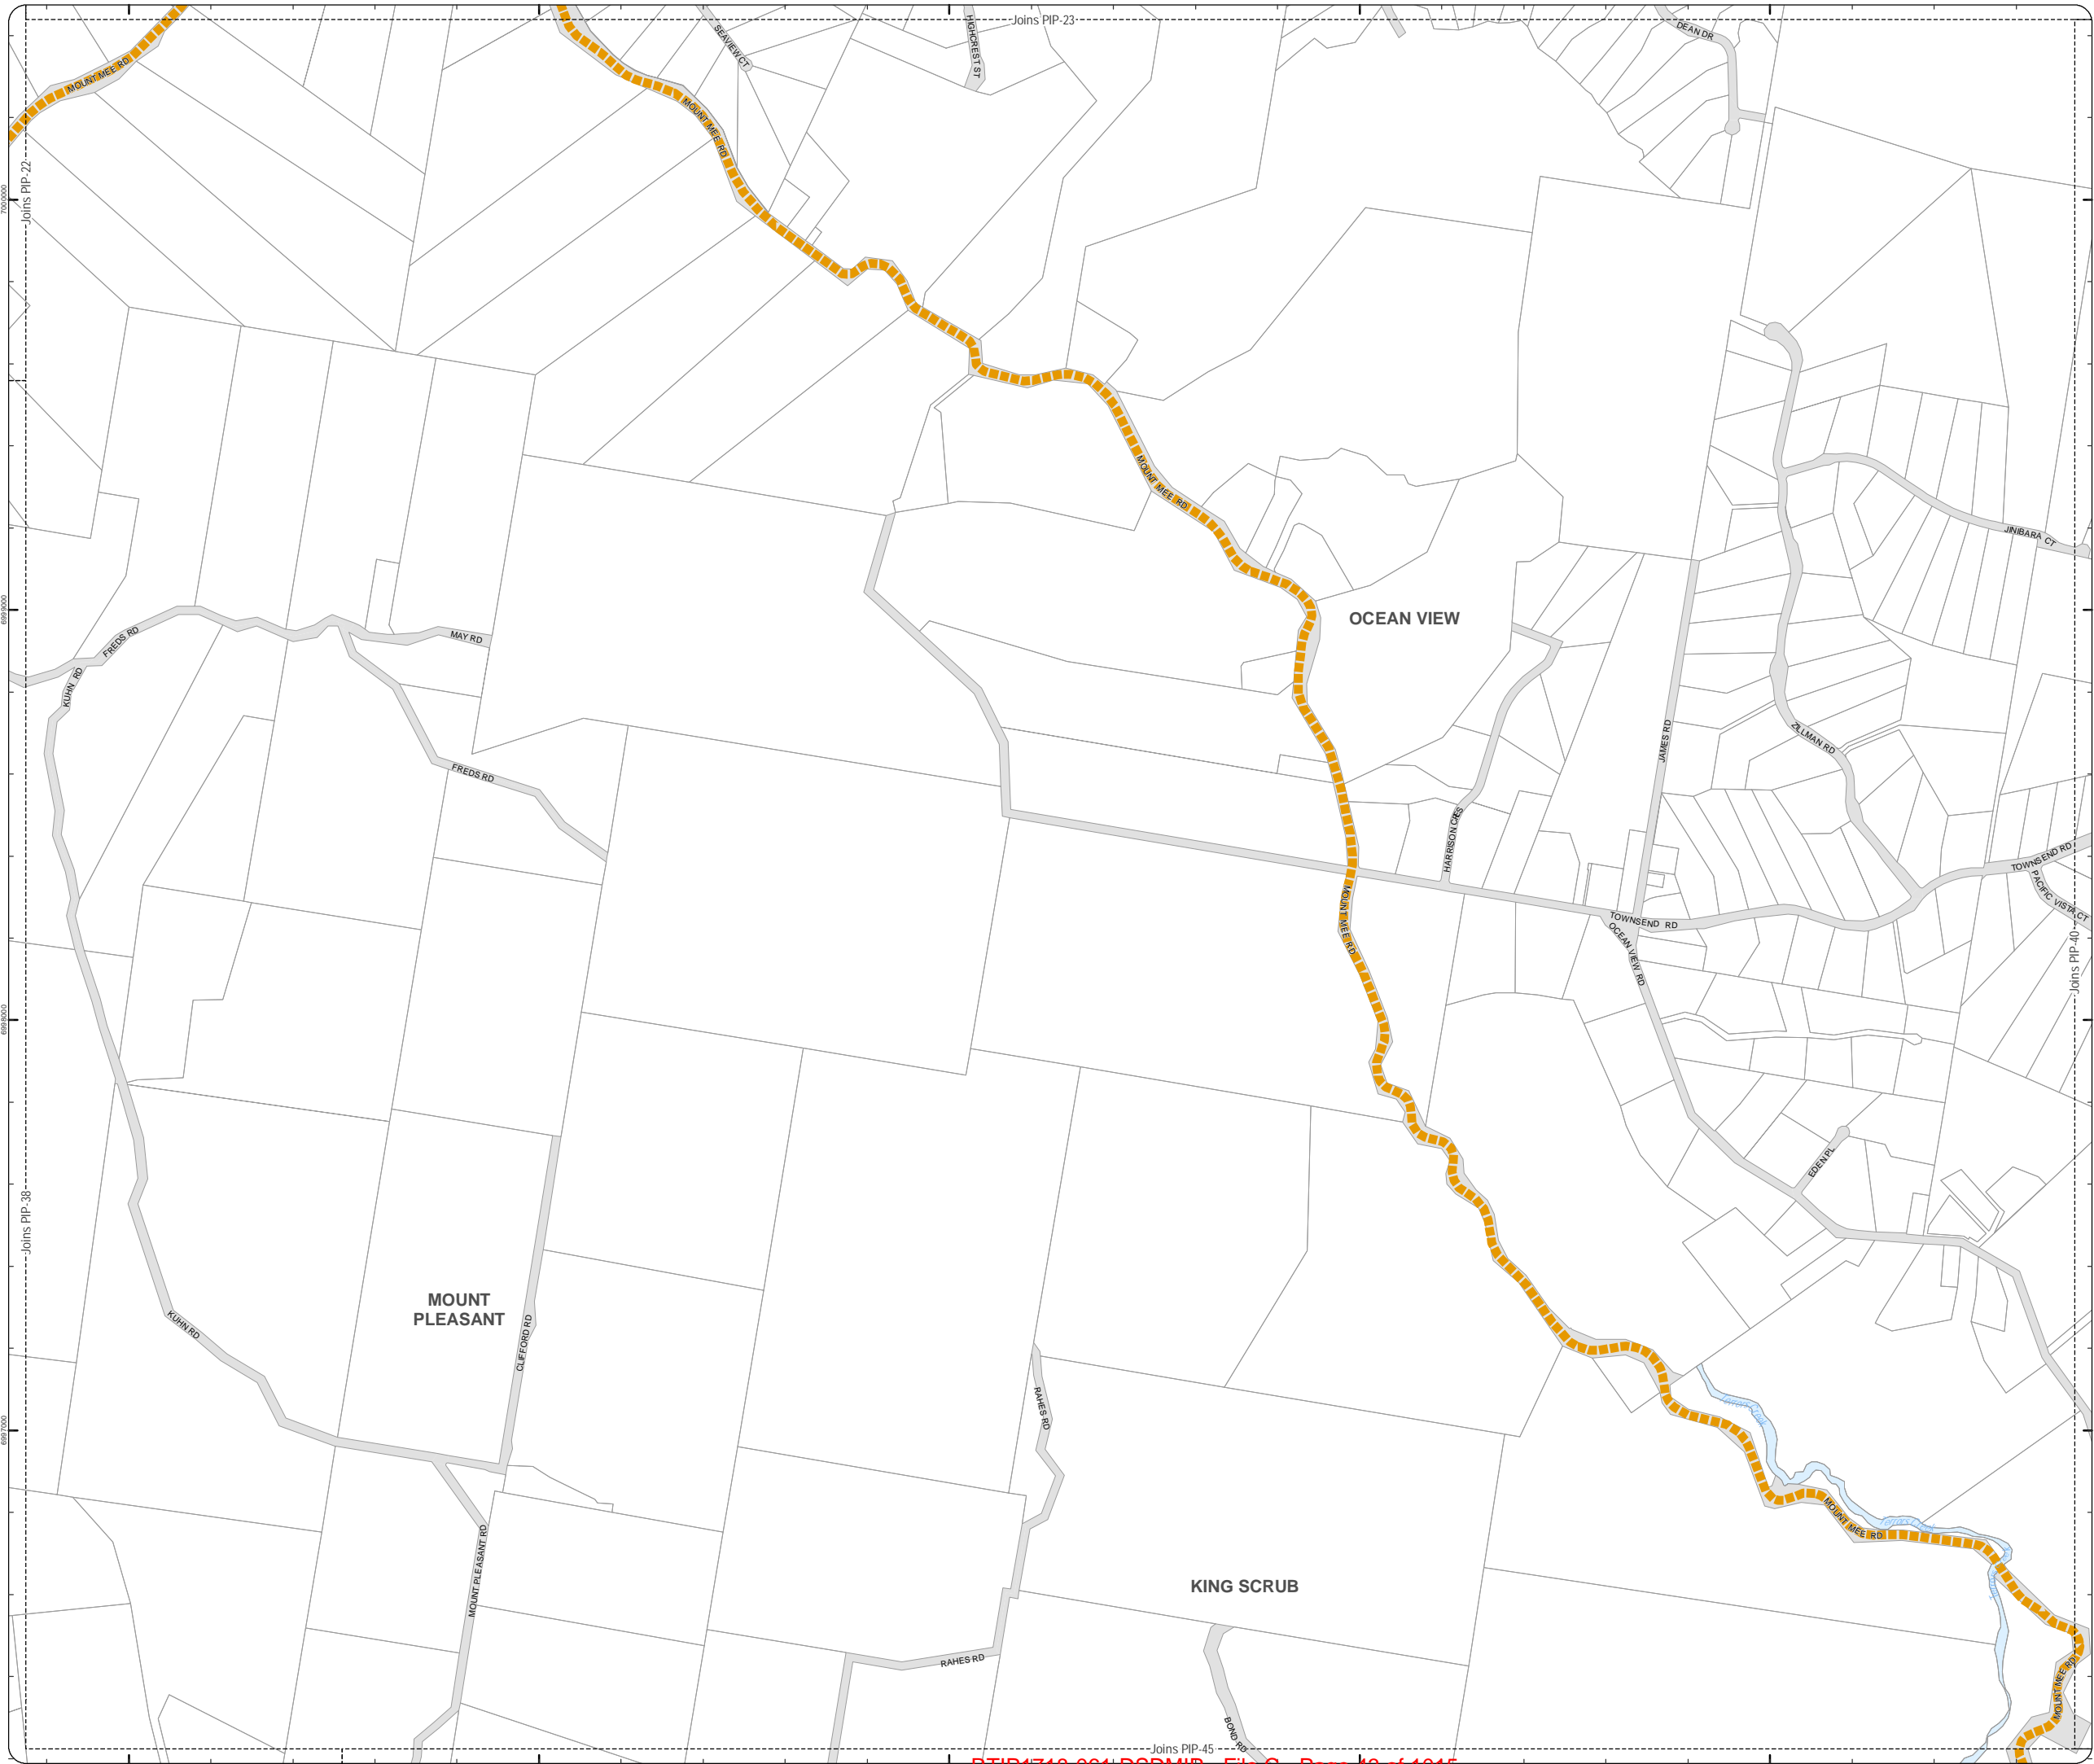 Joins PIP-23
DEAN DR
SEAVIEW CT
HIGHCREST ST
MOUNT MEE RD
MOUNT MEE RD
Joins PIP-22
7000000
MOUNT MEE RD
JINIBARA CT
6999000
OCEAN VIEW
FREDS RD
MAY RD
KUHN RD
JAMES RD
ZILLMAN RD
FREDS RD
HARRISON CRES
TOWNSEND RD
PACIFIC VISTA CT
MOUNT MEE RD
TOWNSEND RD
OCEAN VIEW RD
Joins PIP-40
6998000
EDEN PL
Joins PIP-38
MOUNT
PLEASANT
KUHN RD
CLIFFORD RD
RAHES RD
6997000
MOUNT MEE RD
MOUNT PLEASANT RD
KING SCRUB
RAHES RD
MOUNT MEE RD
BOND RD
Joins PIP-45